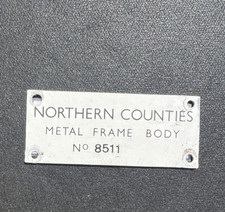 NORTHERN COUNTIES
METAL FRAME BODY
No 8511